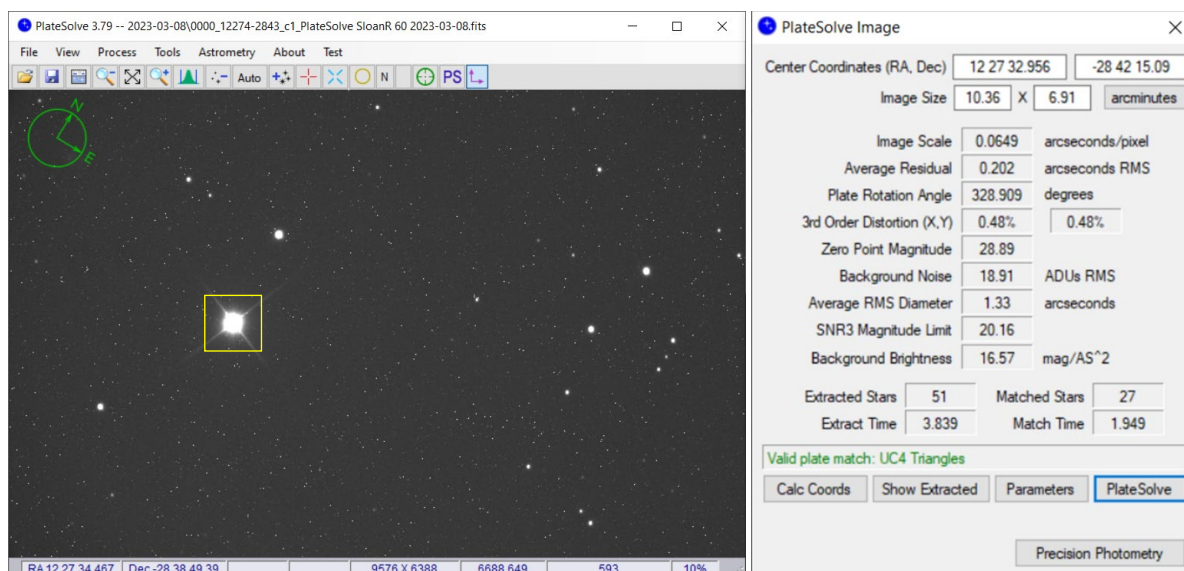 PlateSolve 3.79 -- 2023-03-08\0000_12274-2843_c1_PlateSolve SloanR 60 2023-03-08.fits
File View Process Tools Astrometry About Test
Auto N PS
N
E
RA 12 27 34.467 Dec -28 38 49.39 9576 X 6388 6688,649 593 10%
PlateSolve Image
Center Coordinates (RA, Dec) 12 27 32.956 -28 42 15.09
Image Size 10.36 X 6.91 arcminutes
Image Scale 0.0649 arcseconds/pixel
Average Residual 0.202 arcseconds RMS
Plate Rotation Angle 328.909 degrees
3rd Order Distortion (X,Y) 0.48% 0.48%
Zero Point Magnitude 28.89
Background Noise 18.91 ADUs RMS
Average RMS Diameter 1.33 arcseconds
SNR3 Magnitude Limit 20.16
Background Brightness 16.57 mag/AS^2
Extracted Stars 51 Matched Stars 27
Extract Time 3.839 Match Time 1.949
Valid plate match: UC4 Triangles
Calc Coords Show Extracted Parameters PlateSolve
Precision Photometry